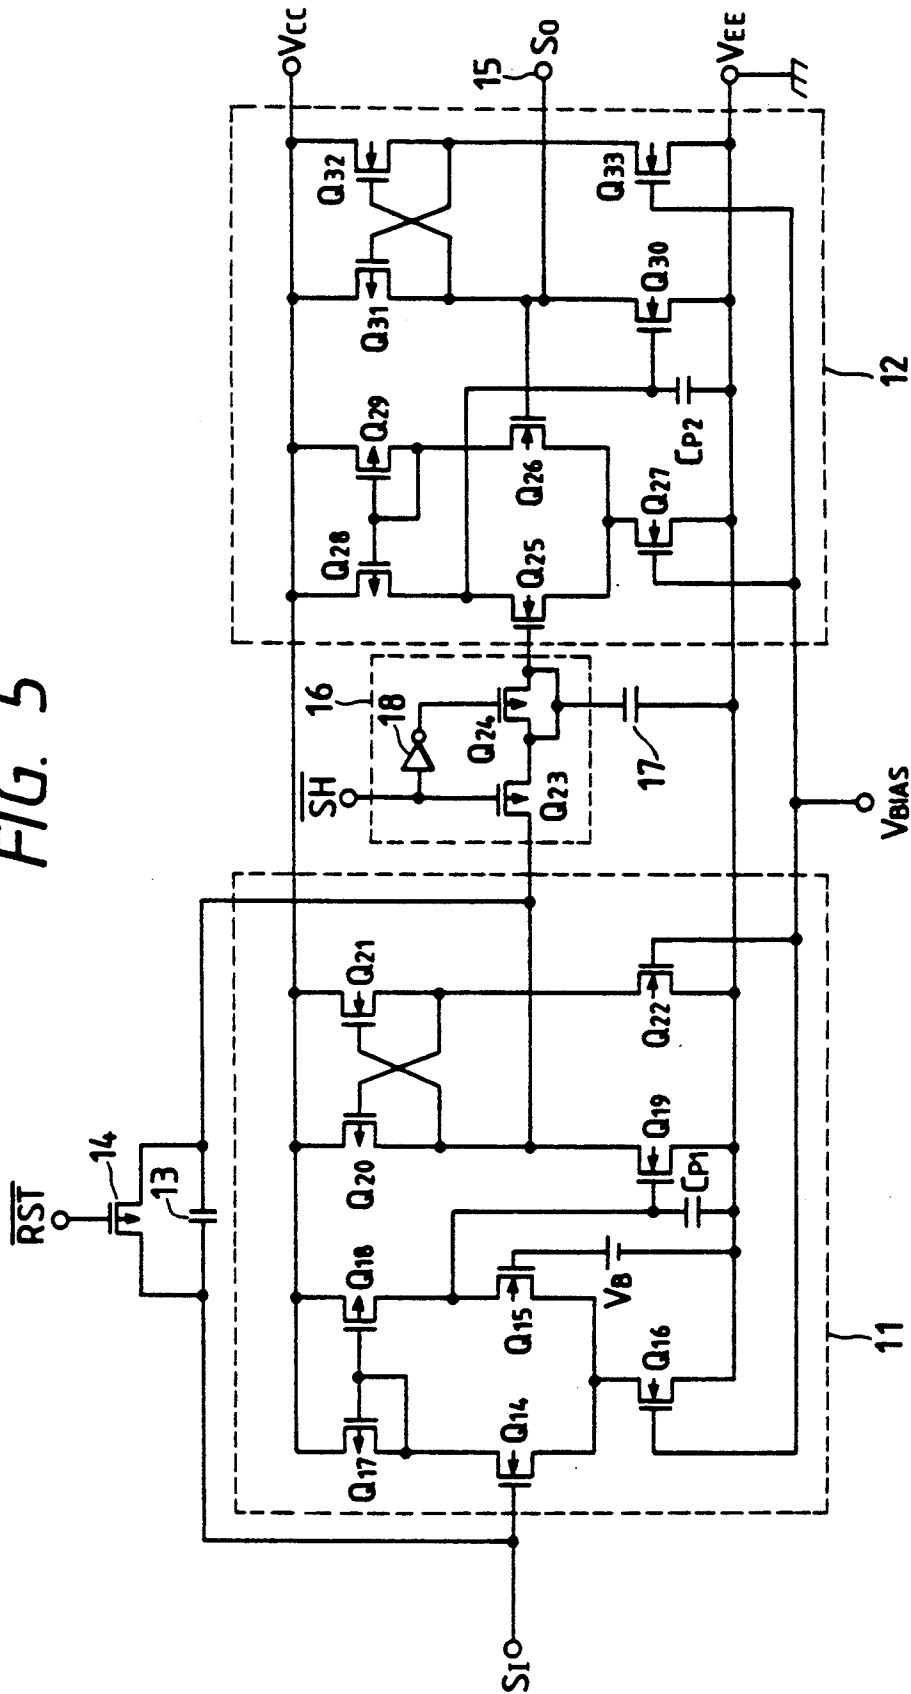 FIG. 5
RST
14
13
SH
16
18
Q24
Q23
17
VCC
15
SO
VEE
VBIAS
SI
11
12
Q17
Q18
Q14
Q15
Q16
VB
CP1
Q19
Q20
Q21
Q22
Q28
Q29
Q25
Q26
Q27
CP2
Q30
Q31
Q32
Q33